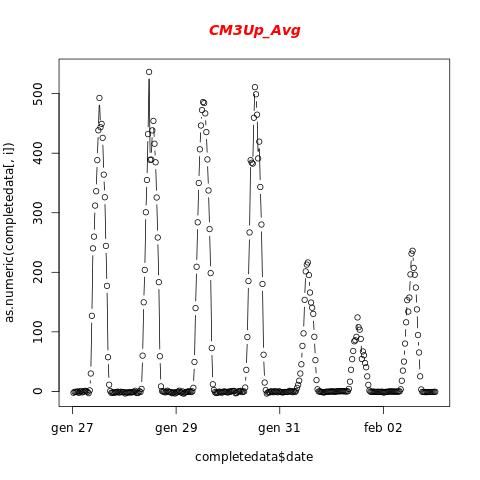 CM3Up_Avg
as.numeric(completedata[, i])
500
400
300
200
100
0
gen 27
gen 29
gen 31
feb 02
completedata$date